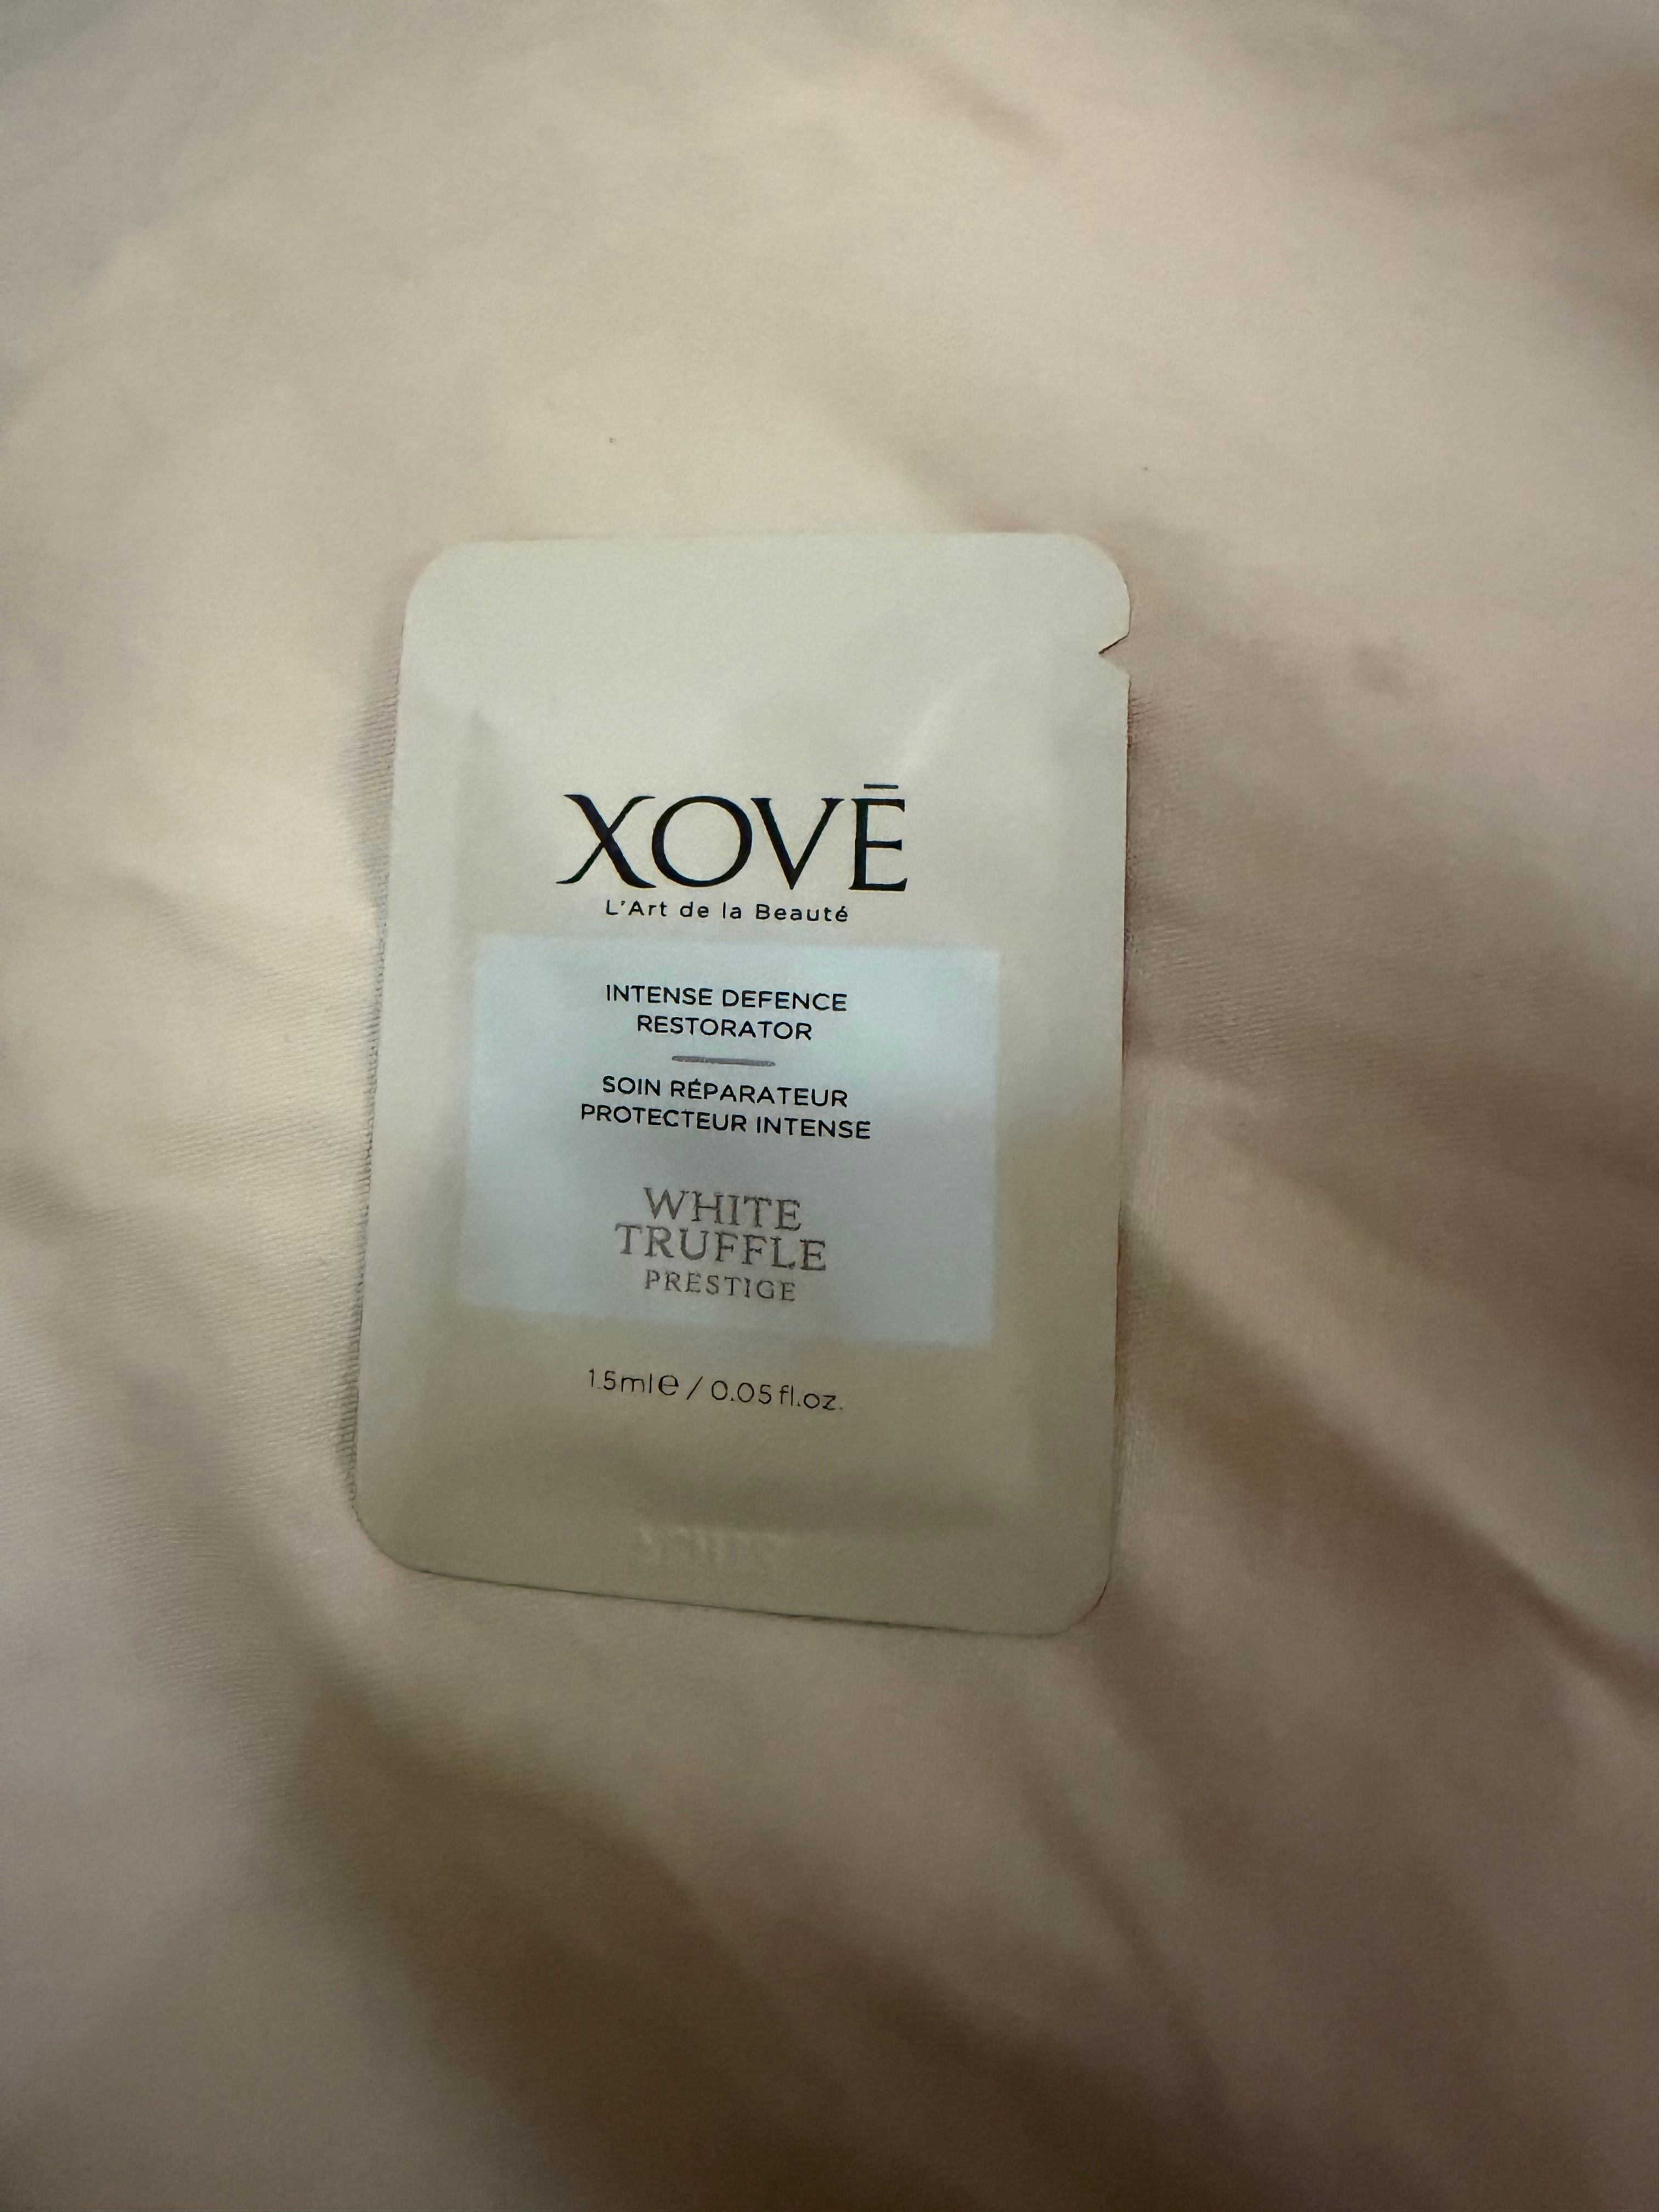 XOVĒ
L'Art de la Beauté
INTENSE DEFENCE
RESTORATOR
SOIN RÉPARATEUR
PROTECTEUR INTENSE
WHITE
TRUFFLE
PRESTIGE
1.5ml℮ / 0.05 fl.oz.